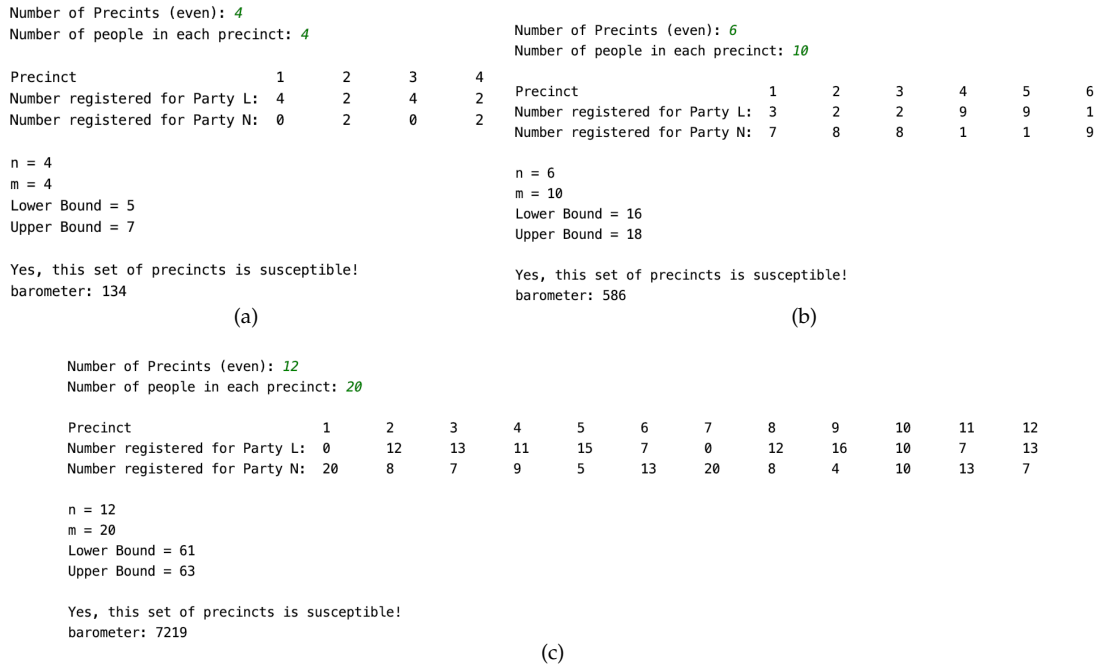 Number of Precints (even): 4
Number of people in each precinct: 4
Precinct 1 2 3 4
Number registered for Party L: 4 2 4 2
Number registered for Party N: 0 2 0 2
n = 4
m = 4
Lower Bound = 5
Upper Bound = 7
Yes, this set of precincts is susceptible!
barometer: 134
(a)
Number of Precints (even): 6
Number of people in each precinct: 10
Precinct 1 2 3 4 5 6
Number registered for Party L: 3 2 2 9 9 1
Number registered for Party N: 7 8 8 1 1 9
n = 6
m = 10
Lower Bound = 16
Upper Bound = 18
Yes, this set of precincts is susceptible!
barometer: 586
(b)
Number of Precints (even): 12
Number of people in each precinct: 20
Precinct 1 2 3 4 5 6 7 8 9 10 11 12
Number registered for Party L: 0 12 13 11 15 7 0 12 16 10 7 13
Number registered for Party N: 20 8 7 9 5 13 20 8 4 10 13 7
n = 12
m = 20
Lower Bound = 61
Upper Bound = 63
Yes, this set of precincts is susceptible!
barometer: 7219
(c)